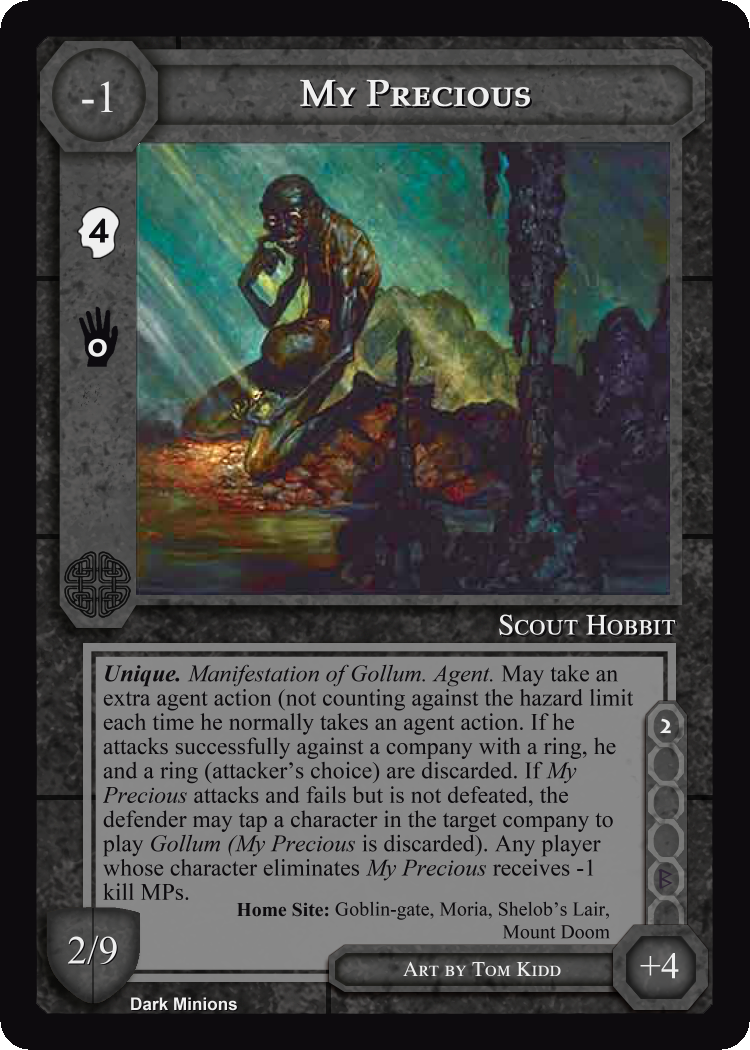 -1
My Precious
4
0
Scout Hobbit
Unique. Manifestation of Gollum. Agent. May take an
extra agent action (not counting against the hazard limit
each time he normally takes an agent action. If he
attacks successfully against a company with a ring, he
and a ring (attacker's choice) are discarded. If My
Precious attacks and fails but is not defeated, the
defender may tap a character in the target company to
play Gollum (My Precious is discarded). Any player
whose character eliminates My Precious receives -1
kill MPs.
2
B
Home Site: Goblin-gate, Moria, Shelob's Lair,
Mount Doom
2/9
Art by Tom Kidd
+4
Dark Minions